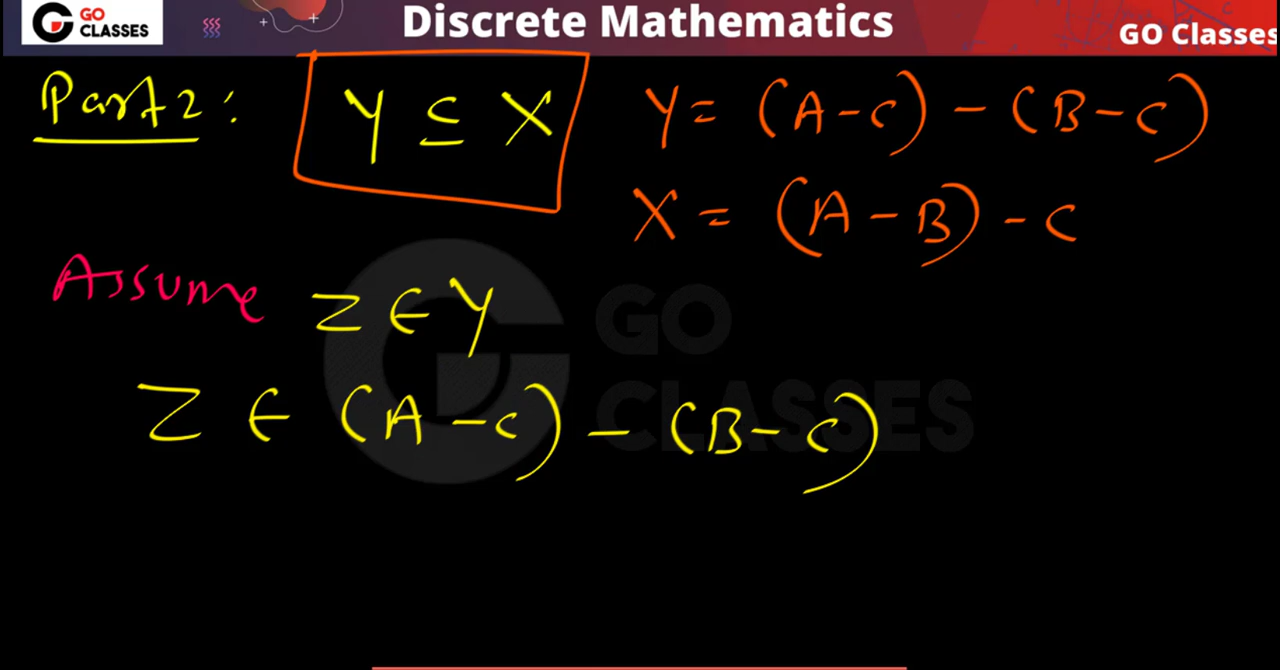 GO CLASSES
Discrete Mathematics
GO Classes
Part 2:
Y ⊆ X
Y = (A-C) - (B-C)
X = (A-B) - C
Assume Z ∈ Y
Z ∈ (A-C) - (B-C)
GO
CLASSES